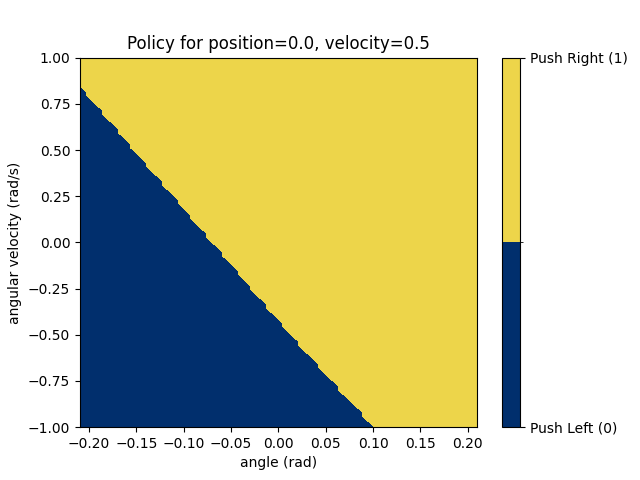 Policy for position=0.0, velocity=0.5
1.00
0.75
0.50
0.25
0.00
−0.25
−0.50
−0.75
−1.00
angular velocity (rad/s)
−0.20 −0.15 −0.10 −0.05 0.00 0.05 0.10 0.15 0.20
angle (rad)
Push Right (1)
Push Left (0)